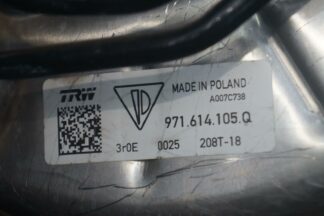 TRW
MADE IN POLAND
A007C738
971.614.105.Q
3r0E 0025 208T-18